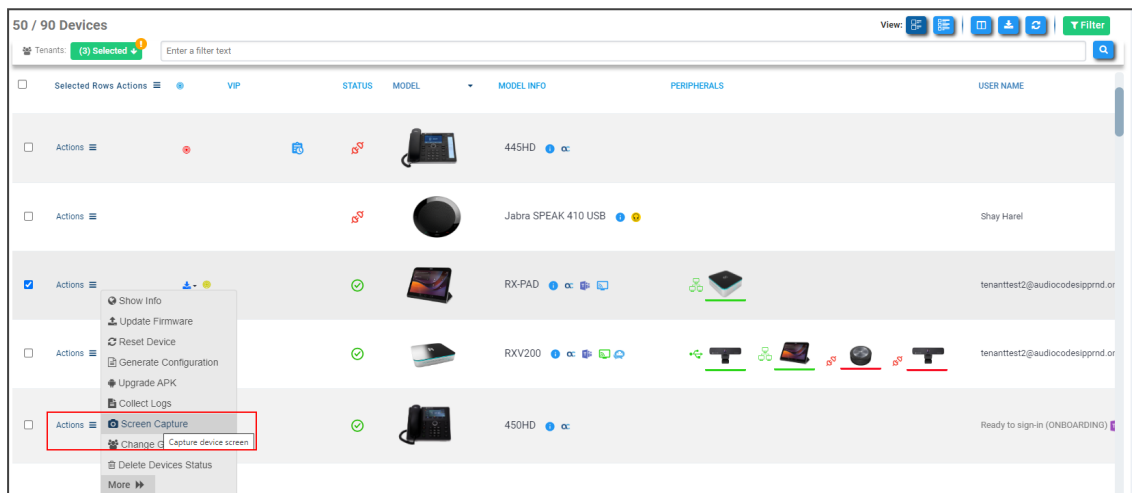 50 / 90 Devices
View:
Filter
Tenants: (3) Selected
Enter a filter text
Selected Rows Actions VIP STATUS MODEL MODEL INFO PERIPHERALS USER NAME
Actions 445HD
Actions Jabra SPEAK 410 USB Shay Harel
Actions RX-PAD tenanttest2@audiocodesipprnd.or
Show Info
Update Firmware
Reset Device
Generate Configuration
Actions RXV200 tenanttest2@audiocodesipprnd.or
Upgrade APK
Collect Logs
Screen Capture
Actions 450HD Ready to sign-in (ONBOARDING)
Change G
Capture device screen
Delete Devices Status
More